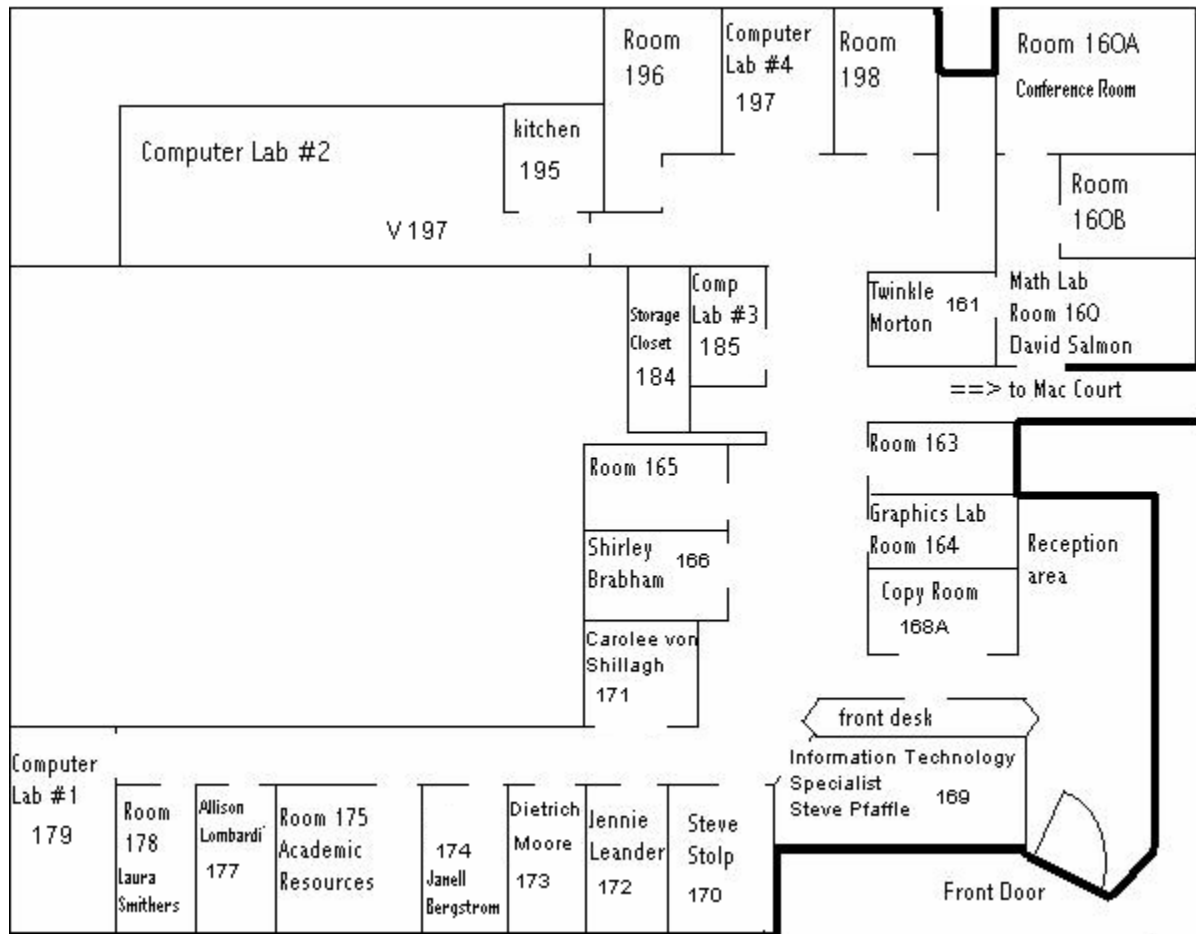 Room
196
Computer
Lab #4
197
Room
198
Room 160A
Conference Room
Computer Lab #2
V 197
kitchen
195
Room
160B
Storage
Closet
184
Comp
Lab #3
185
Twinkle
Morton
161
Math Lab
Room 160
David Salmon
==> to Mac Court
Room 165
Room 163
Shirley
Brabham
166
Graphics Lab
Room 164
Reception
area
Copy Room
168A
Carolee von
Shillagh
171
front desk
Information Technology
Specialist
Steve Pfaffle
169
Computer
Lab #1
179
Room
178
Laura
Smithers
Allison
Lombardi
177
Room 175
Academic
Resources
174
Janell
Bergstrom
Dietrich
Moore
173
Jennie
Leander
172
Steve
Stolp
170
Front Door